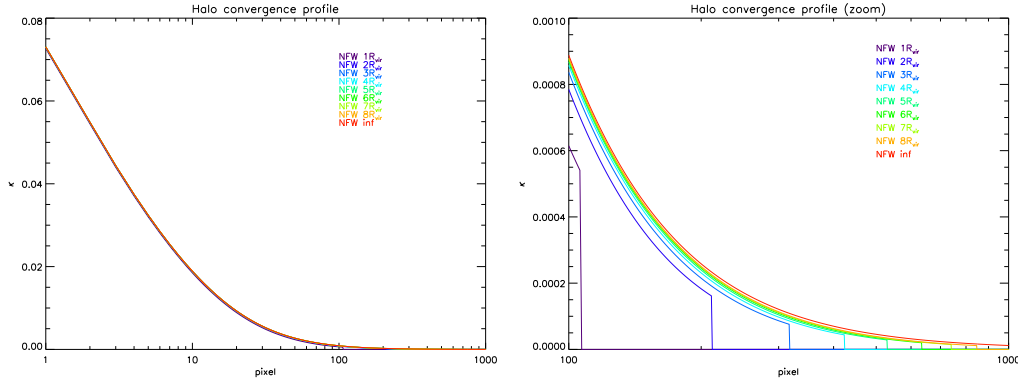 Halo convergence profile
0.08
0.06
0.04
0.02
0.00
κ
1
10
100
1000
pixel
NFW 1Rvir
NFW 2Rvir
NFW 3Rvir
NFW 4Rvir
NFW 5Rvir
NFW 6Rvir
NFW 7Rvir
NFW 8Rvir
NFW inf
Halo convergence profile (zoom)
0.0010
0.0008
0.0006
0.0004
0.0002
0.0000
κ
100
1000
pixel
NFW 1Rvir
NFW 2Rvir
NFW 3Rvir
NFW 4Rvir
NFW 5Rvir
NFW 6Rvir
NFW 7Rvir
NFW 8Rvir
NFW inf